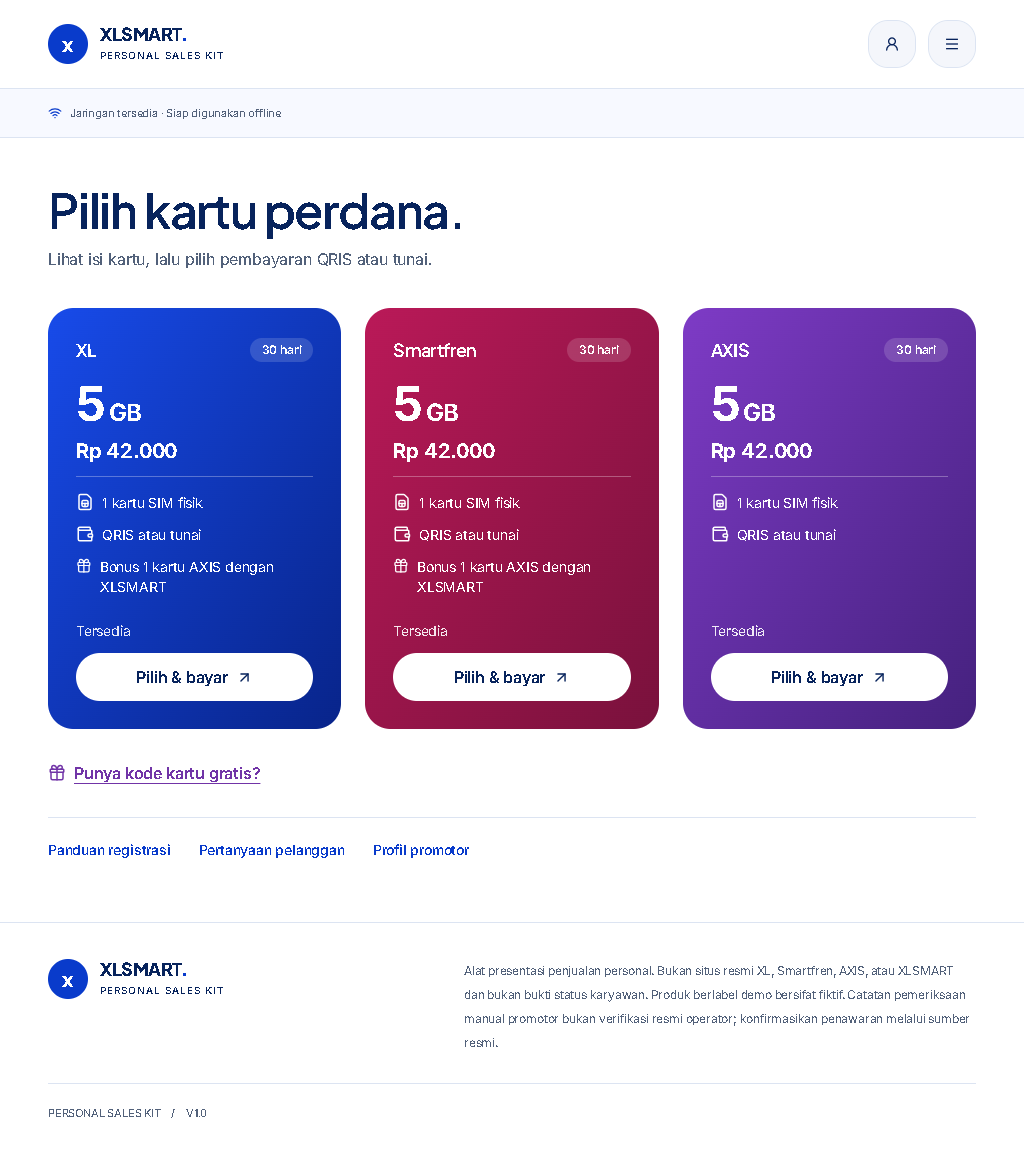 x
XLSMART.
PERSONAL SALES KIT
Jaringan tersedia · Siap digunakan offline
Pilih kartu perdana.
Lihat isi kartu, lalu pilih pembayaran QRIS atau tunai.
XL
30 hari
5 GB
Rp 42.000
1 kartu SIM fisik
QRIS atau tunai
Bonus 1 kartu AXIS dengan
XLSMART
Tersedia
Pilih & bayar
Smartfren
30 hari
5 GB
Rp 42.000
1 kartu SIM fisik
QRIS atau tunai
Bonus 1 kartu AXIS dengan
XLSMART
Tersedia
Pilih & bayar
AXIS
30 hari
5 GB
Rp 42.000
1 kartu SIM fisik
QRIS atau tunai
Tersedia
Pilih & bayar
Punya kode kartu gratis?
Panduan registrasi
Pertanyaan pelanggan
Profil promotor
x
XLSMART.
PERSONAL SALES KIT
Alat presentasi penjualan personal. Bukan situs resmi XL, Smartfren, AXIS, atau XLSMART
dan bukan bukti status karyawan. Produk berlabel demo bersifat fiktif. Catatan pemeriksaan
manual promotor bukan verifikasi resmi operator; konfirmasikan penawaran melalui sumber
resmi.
PERSONAL SALES KIT / V1.0